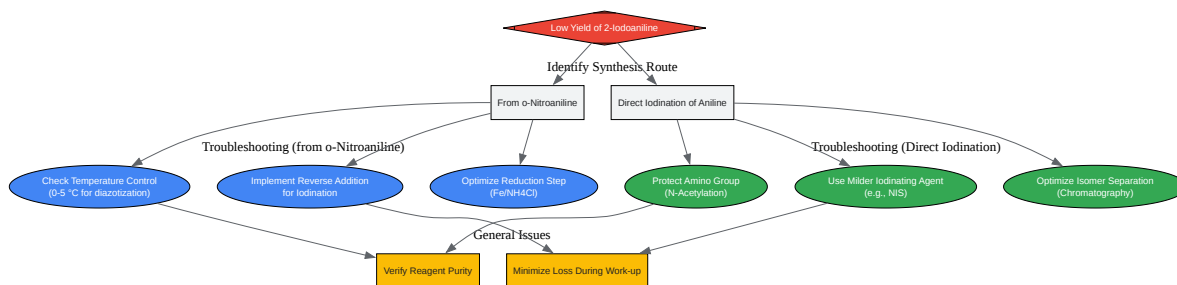 Low Yield of 2-Iodoaniline
Identify Synthesis Route
From o-Nitroaniline
Direct Iodination of Aniline
Troubleshooting (from o-Nitroaniline)
Troubleshooting (Direct Iodination)
Check Temperature Control
(0-5 °C for diazotization)
Implement Reverse Addition
for Iodination
Optimize Reduction Step
(Fe/NH4Cl)
Protect Amino Group
(N-Acetylation)
Use Milder Iodinating Agent
(e.g., NIS)
Optimize Isomer Separation
(Chromatography)
General Issues
Verify Reagent Purity
Minimize Loss During Work-up